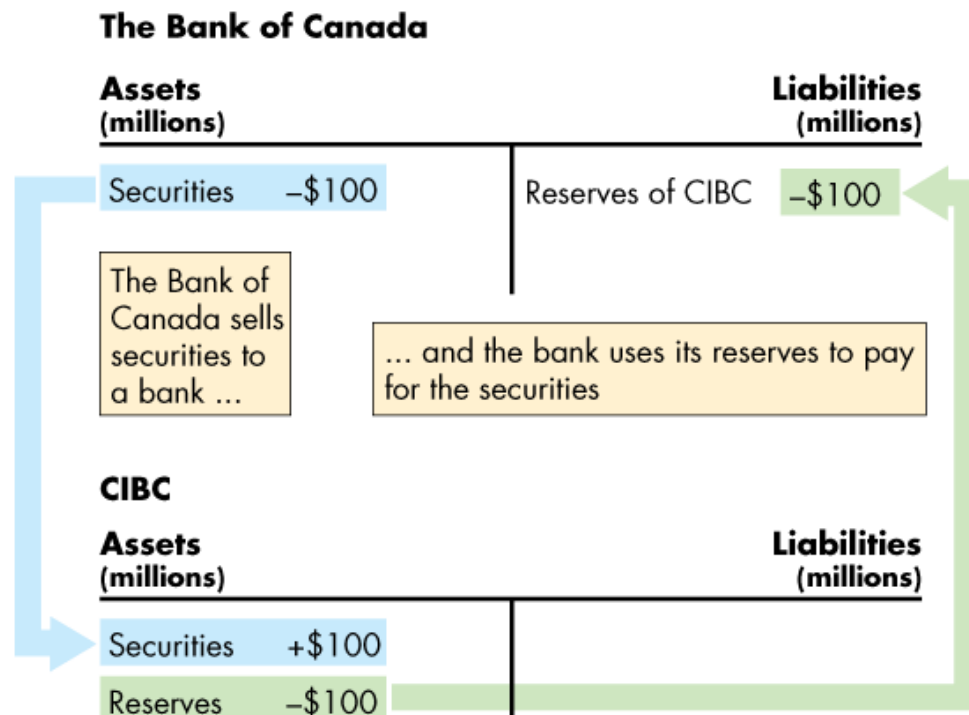 The Bank of Canada
Assets
(millions)
Liabilities
(millions)
Securities –$100
Reserves of CIBC –$100
The Bank of
Canada sells
securities to
a bank ...
... and the bank uses its reserves to pay
for the securities
CIBC
Assets
(millions)
Liabilities
(millions)
Securities +$100
Reserves –$100